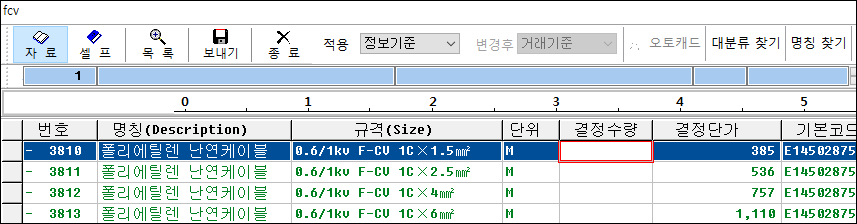 fcv
자 료 셀 프 목 록 보내기 종 료 적용 정보기준 변경후 거래기준 오토캐드 대분류 찾기 명칭 찾기
1
0 1 2 3 4 5
번호 명칭(Description) 규격(Size) 단위 결정수량 결정단가 기본코드
- 3810 폴리에틸렌 난연케이블 0.6/1kv F-CV 1C×1.5㎟ M 385 E14502875
- 3811 폴리에틸렌 난연케이블 0.6/1kv F-CV 1C×2.5㎟ M 536 E14502875
- 3812 폴리에틸렌 난연케이블 0.6/1kv F-CV 1C×4㎟ M 757 E14502875
- 3813 폴리에틸렌 난연케이블 0.6/1kv F-CV 1C×6㎟ M 1,110 E14502875